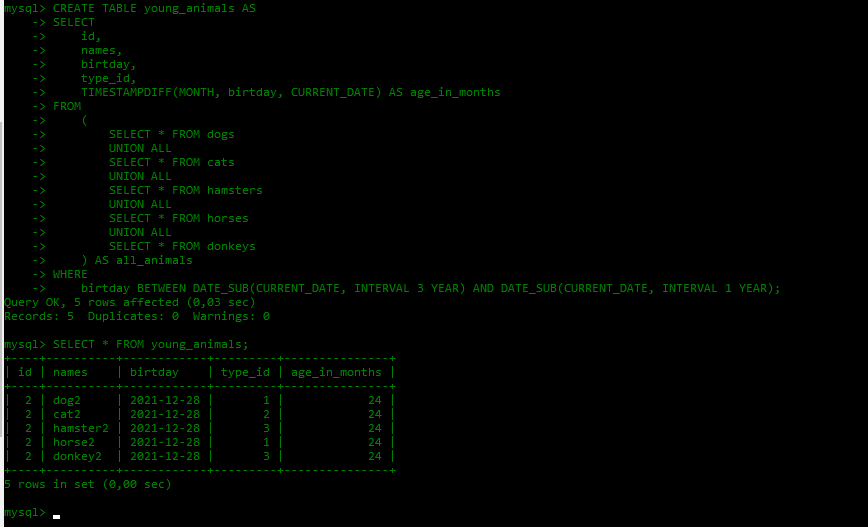 mysql> CREATE TABLE young_animals AS
    -> SELECT
    ->     id,
    ->     names,
    ->     birtday,
    ->     type_id,
    ->     TIMESTAMPDIFF(MONTH, birtday, CURRENT_DATE) AS age_in_months
    -> FROM
    ->     (
    ->         SELECT * FROM dogs
    ->         UNION ALL
    ->         SELECT * FROM cats
    ->         UNION ALL
    ->         SELECT * FROM hamsters
    ->         UNION ALL
    ->         SELECT * FROM horses
    ->         UNION ALL
    ->         SELECT * FROM donkeys
    ->     ) AS all_animals
    -> WHERE
    ->     birtday BETWEEN DATE_SUB(CURRENT_DATE, INTERVAL 3 YEAR) AND DATE_SUB(CURRENT_DATE, INTERVAL 1 YEAR);
Query OK, 5 rows affected (0,03 sec)
Records: 5  Duplicates: 0  Warnings: 0

mysql> SELECT * FROM young_animals;
+----+----------+------------+---------+---------------+
| id | names    | birtday    | type_id | age_in_months |
+----+----------+------------+---------+---------------+
|  2 | dog2     | 2021-12-28 |       1 |            24 |
|  2 | cat2     | 2021-12-28 |       2 |            24 |
|  2 | hamster2 | 2021-12-28 |       3 |            24 |
|  2 | horse2   | 2021-12-28 |       1 |            24 |
|  2 | donkey2  | 2021-12-28 |       3 |            24 |
+----+----------+------------+---------+---------------+
5 rows in set (0,00 sec)

mysql>